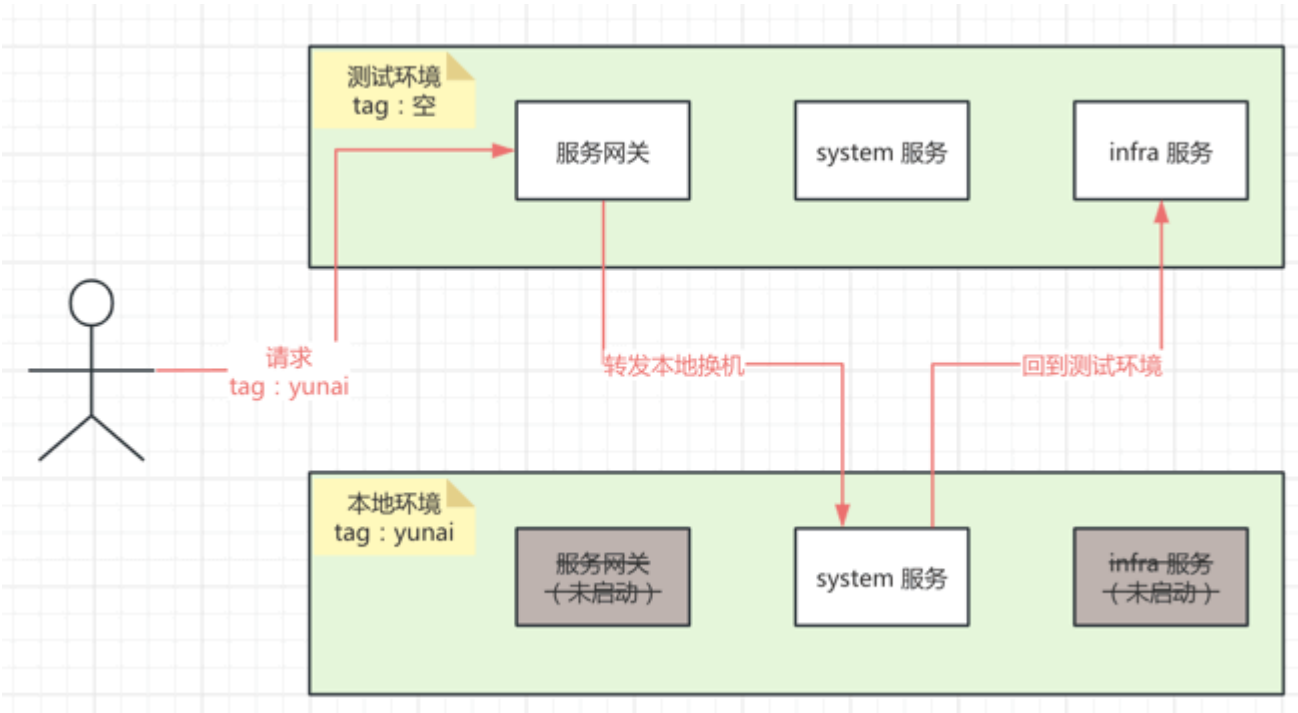 测试环境
tag：空
服务网关
system 服务
infra 服务
请求
tag：yunai
转发本地换机
回到测试环境
本地环境
tag：yunai
服务网关
（未启动）
system 服务
infra 服务
（未启动）